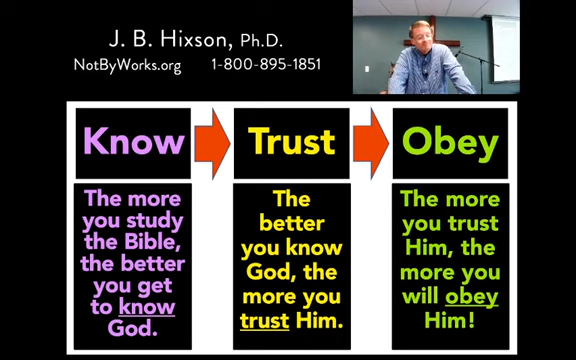 J. B. Hixson, Ph.D.
NotByWorks.org 1-800-895-1851
Know
Trust
Obey
The more
you study
the Bible,
the better
you get
to know
God.
The
better
you know
God, the
more you
trust Him.
The more
you trust
Him, the
more you
will obey
Him!